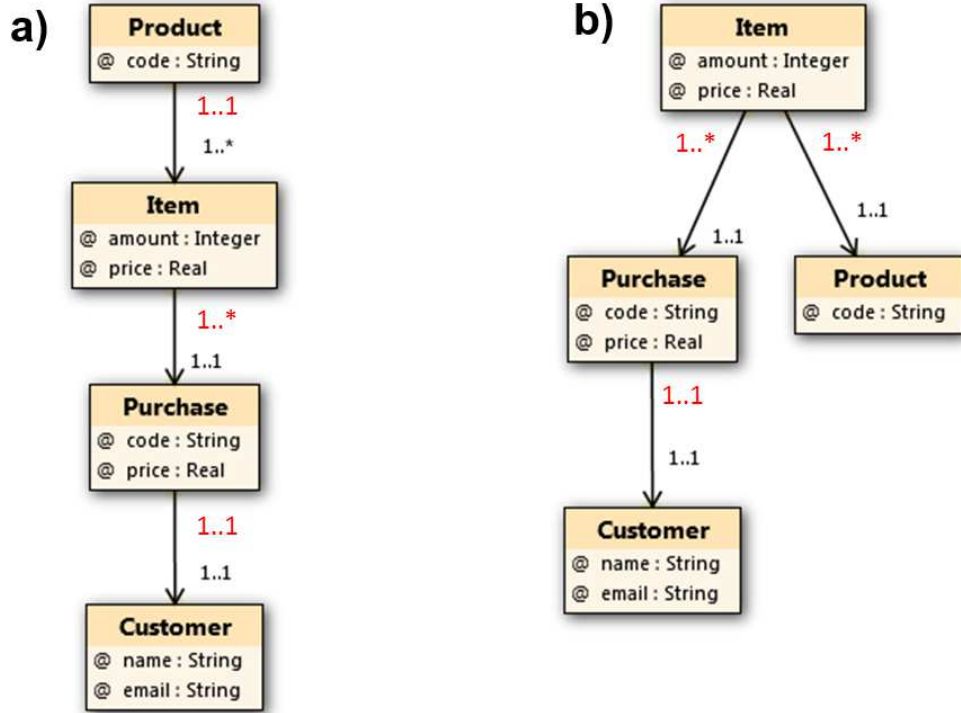 a)
Product
@ code : String
1..1
1..*
Item
@ amount : Integer
@ price : Real
1..*
1..1
Purchase
@ code : String
@ price : Real
1..1
1..1
Customer
@ name : String
@ email : String
b)
Item
@ amount : Integer
@ price : Real
1..*
1..*
1..1
1..1
Purchase
@ code : String
@ price : Real
Product
@ code : String
1..1
1..1
Customer
@ name : String
@ email : String